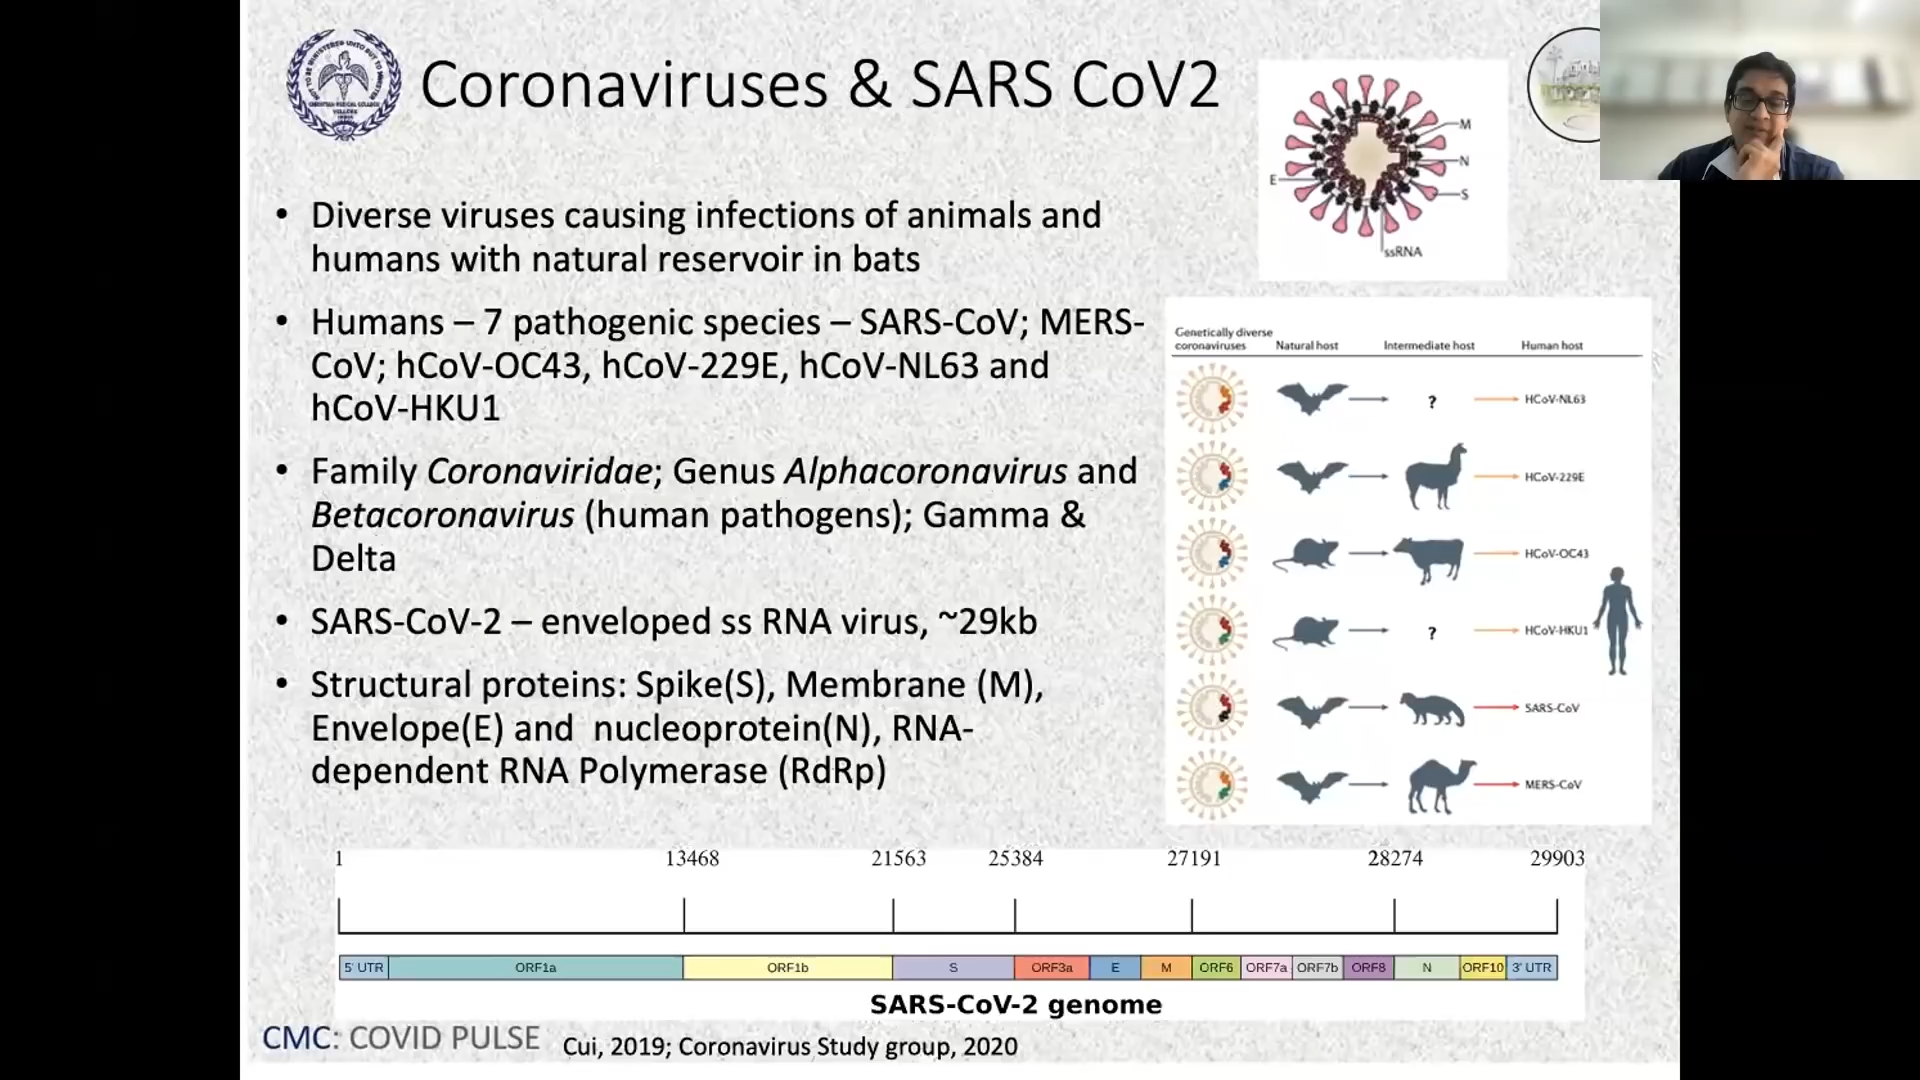 Coronaviruses & SARS CoV2
• Diverse viruses causing infections of animals and
humans with natural reservoir in bats
• Humans – 7 pathogenic species – SARS-CoV; MERS-
CoV; hCoV-OC43, hCoV-229E, hCoV-NL63 and
hCoV-HKU1
• Family Coronaviridae; Genus Alphacoronavirus and
Betacoronavirus (human pathogens); Gamma &
Delta
• SARS-CoV-2 – enveloped ss RNA virus, ~29kb
• Structural proteins: Spike(S), Membrane (M),
Envelope(E) and nucleoprotein(N), RNA-
dependent RNA Polymerase (RdRp)
M
N
E
S
ssRNA
Genetically diverse
coronaviruses Natural host Intermediate host Human host
? HCoV-NL63
HCoV-229E
HCoV-OC43
? HCoV-HKU1
SARS-CoV
MERS-CoV
1 13468 21563 25384 27191 28274 29903
5' UTR ORF1a ORF1b S ORF3a E M ORF6 ORF7a ORF7b ORF8 N ORF10 3' UTR
SARS-CoV-2 genome
CMC: COVID PULSE
Cui, 2019; Coronavirus Study group, 2020